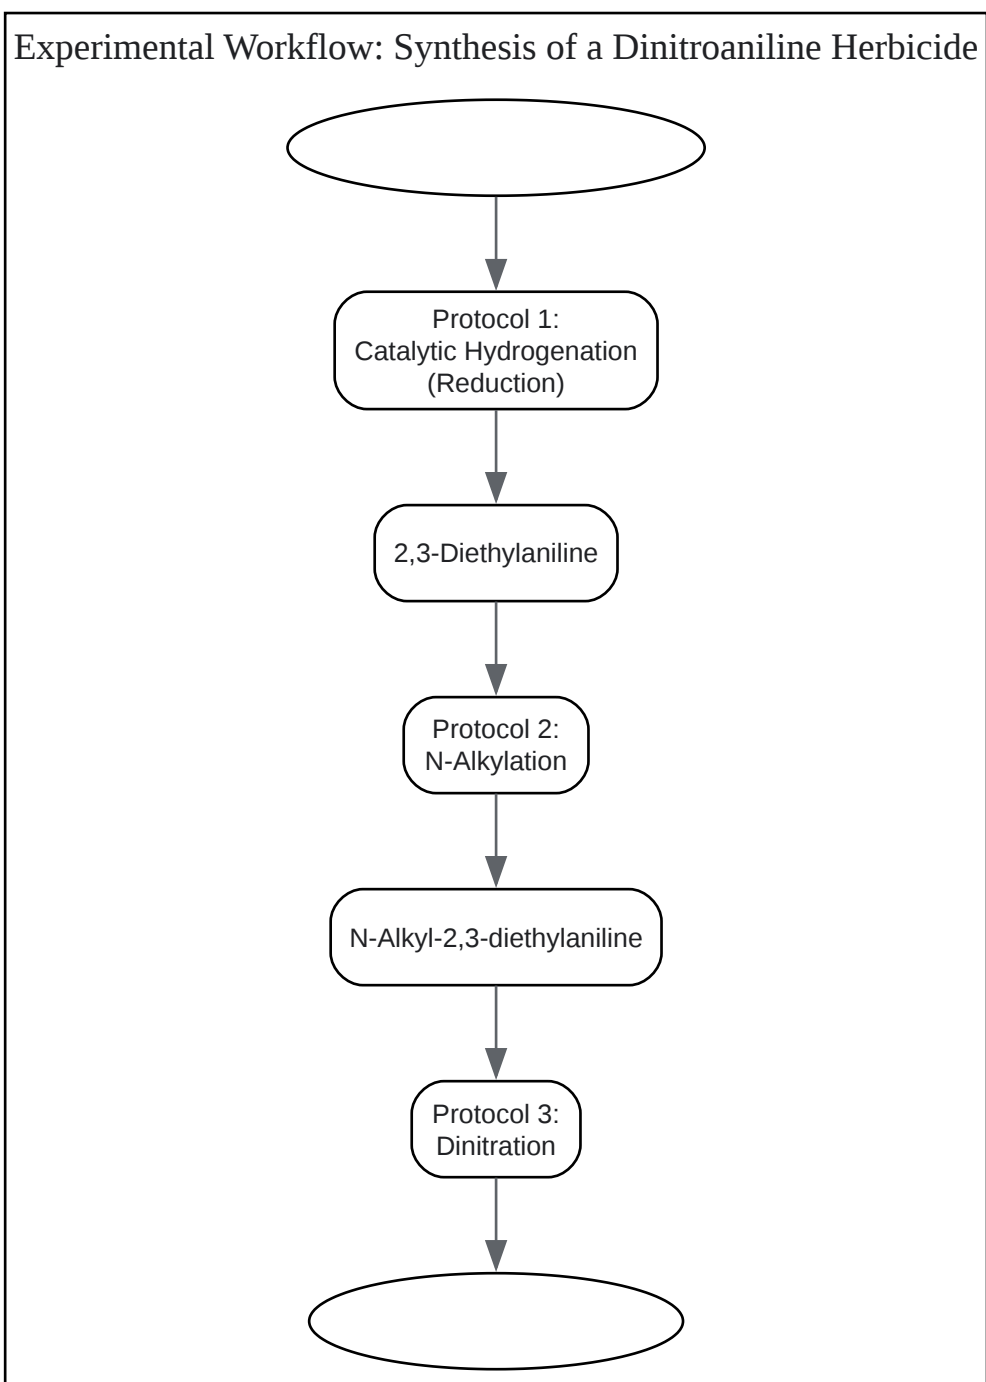 Experimental Workflow: Synthesis of a Dinitroaniline Herbicide
Protocol 1:
Catalytic Hydrogenation
(Reduction)
2,3-Diethylaniline
Protocol 2:
N-Alkylation
N-Alkyl-2,3-diethylaniline
Protocol 3:
Dinitration